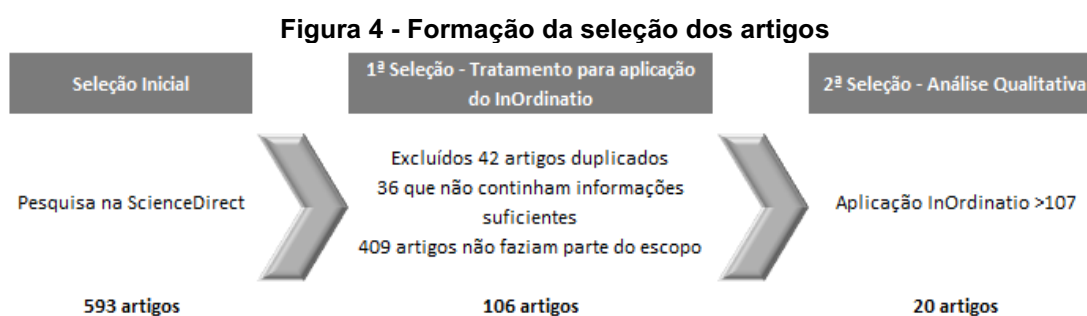 Figura 4 - Formação da seleção dos artigos
Seleção Inicial
Pesquisa na ScienceDirect
593 artigos
1ª Seleção - Tratamento para aplicação
do InOrdinatio
Excluídos 42 artigos duplicados
36 que não continham informações
suficientes
409 artigos não faziam parte do escopo
106 artigos
2ª Seleção - Análise Qualitativa
Aplicação InOrdinatio >107
20 artigos